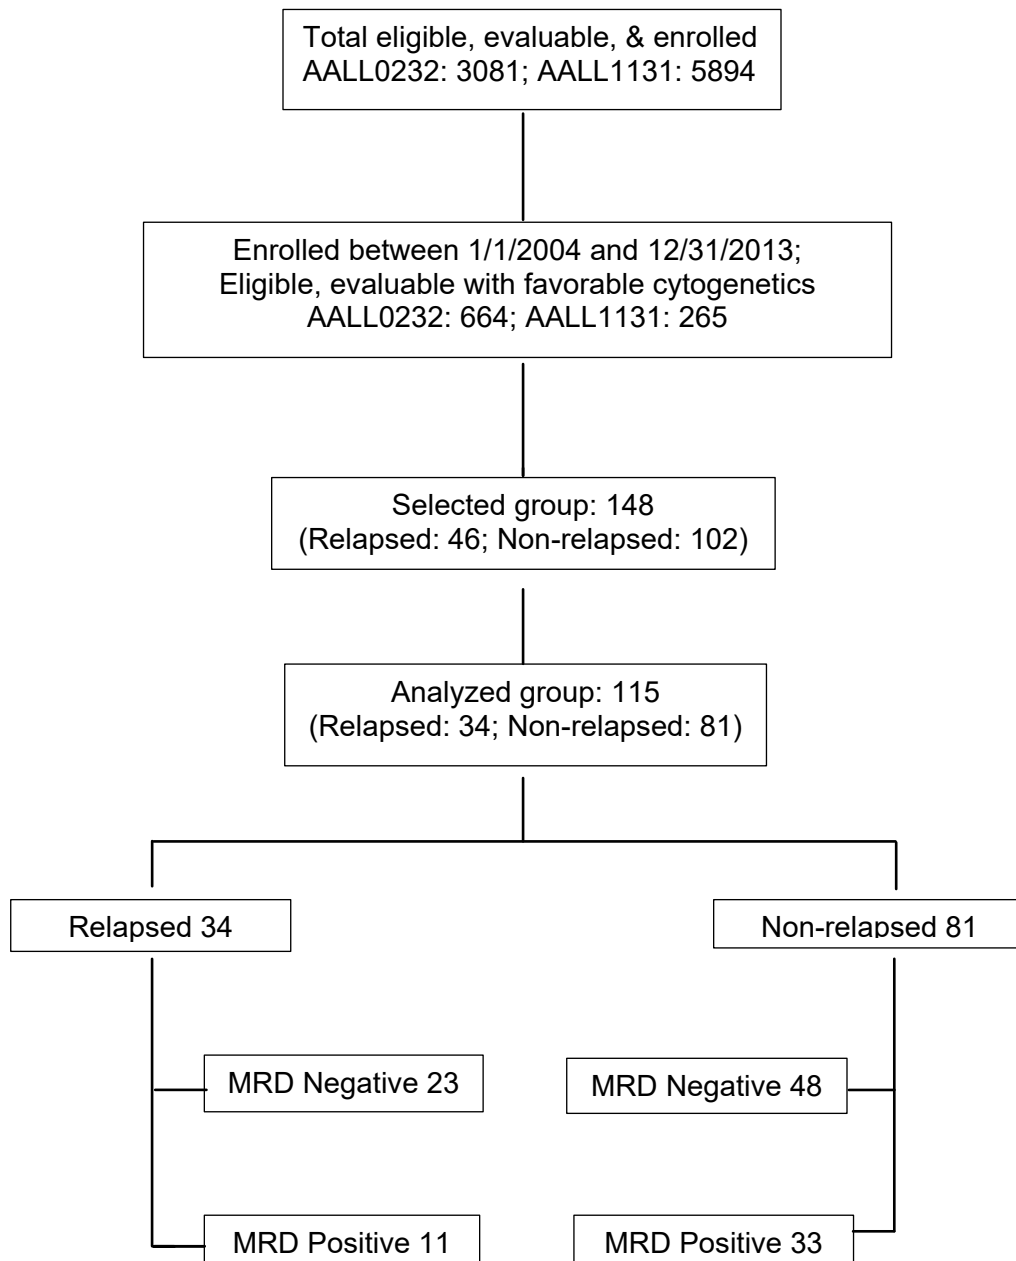 Total eligible, evaluable, & enrolled
AALL0232: 3081; AALL1131: 5894
Enrolled between 1/1/2004 and 12/31/2013;
Eligible, evaluable with favorable cytogenetics
AALL0232: 664; AALL1131: 265
Selected group: 148
(Relapsed: 46; Non-relapsed: 102)
Analyzed group: 115
(Relapsed: 34; Non-relapsed: 81)
Relapsed 34
Non-relapsed 81
MRD Negative 23
MRD Negative 48
MRD Positive 11
MRD Positive 33